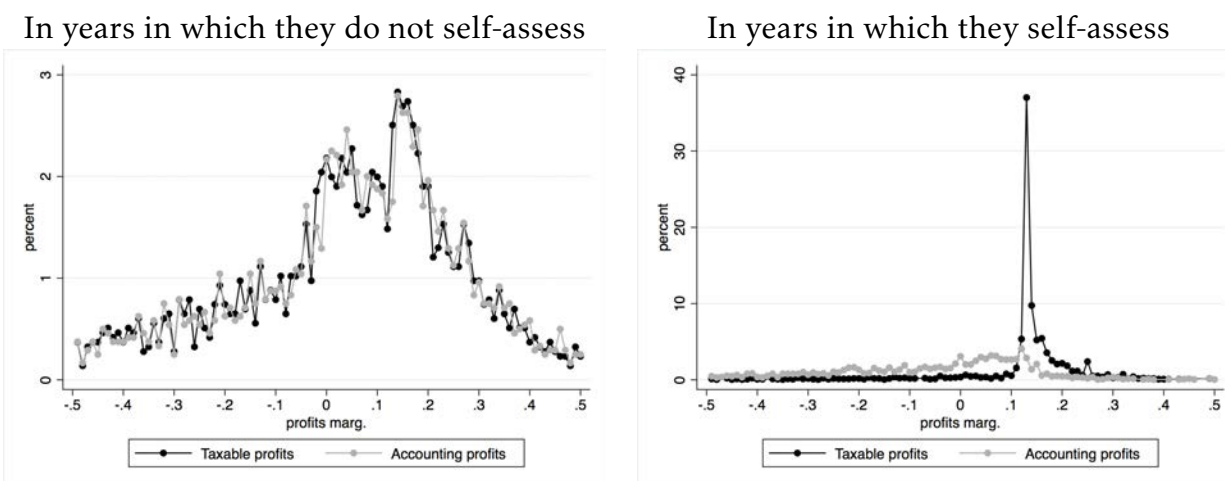 In years in which they do not self-assess
In years in which they self-assess
percent
3
2
1
0
-.5 -.4 -.3 -.2 -.1 0 .1 .2 .3 .4 .5
profits marg.
Taxable profits Accounting profits
percent
40
30
20
10
0
-.5 -.4 -.3 -.2 -.1 0 .1 .2 .3 .4 .5
profits marg.
Taxable profits Accounting profits